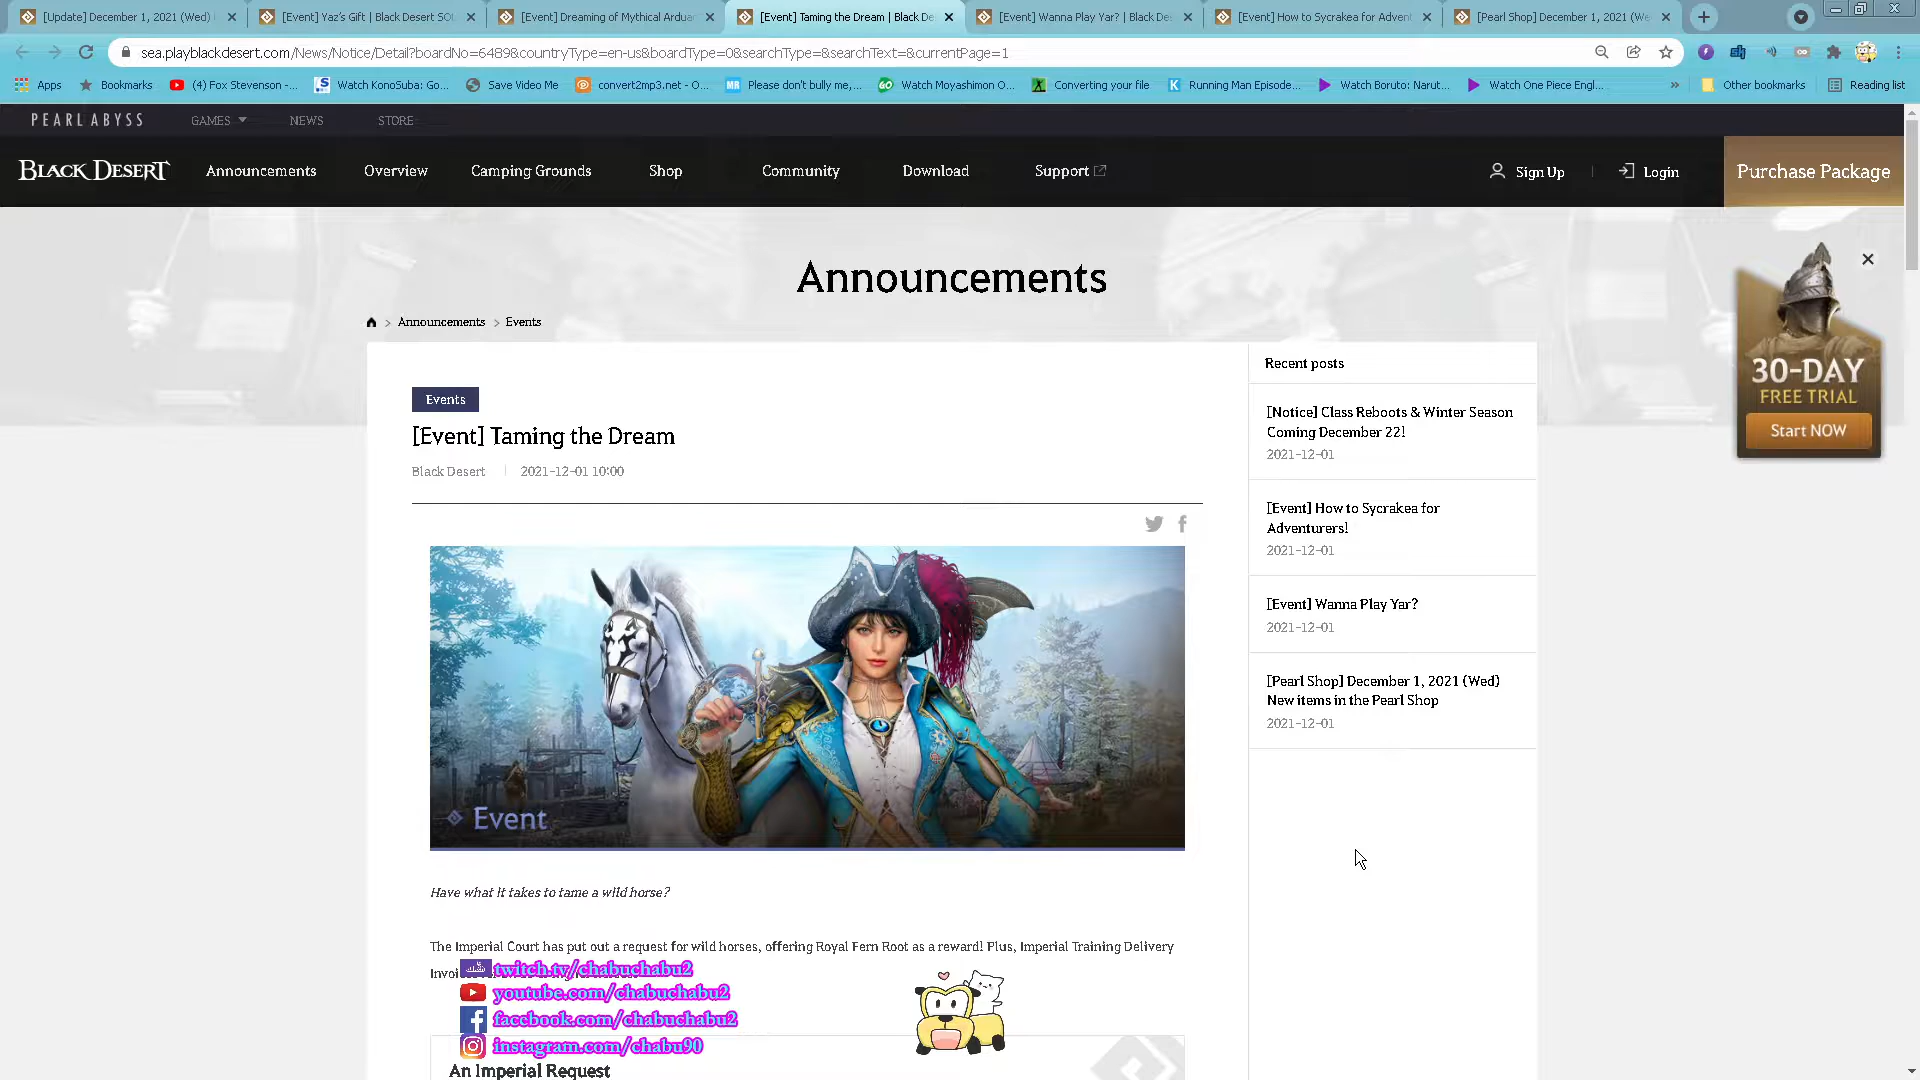 [Update] December 1, 2021 (Wed)
[Event] Yaz's Gift | Black Desert SOU
[Event] Dreaming of Mythical Ardua
[Event] Taming the Dream | Black De
[Event] Wanna Play Yar? | Black Des
[Event] How to Sycrakea for Advent
[Pearl Shop] December 1, 2021 (We
sea.playblackdesert.com/News/Notice/Detail?boardNo=6489&countryType=en-us&boardType=0&searchType=&searchText=&currentPage=1
Apps
Bookmarks
(4) Fox Stevenson -...
Watch KonoSuba: Go...
Save Video Me
convert2mp3.net - O...
Please don't bully me,...
Watch Moyashimon O...
Converting your file
Running Man Episode...
Watch Boruto: Narut...
Watch One Piece Engl...
»
Other bookmarks
Reading list
PEARL ABYSS
GAMES
NEWS
STORE
BLACK DESERT
Announcements
Overview
Camping Grounds
Shop
Community
Download
Support
Sign Up
Login
Purchase Package
Announcements
> Announcements > Events
Events
[Event] Taming the Dream
Black Desert | 2021-12-01 10:00
Event
Have what it takes to tame a wild horse?
The Imperial Court has put out a request for wild horses, offering Royal Fern Root as a reward! Plus, Imperial Training Delivery
Invoi
twitch.tv/chabuchabu2
youtube.com/chabuchabu2
facebook.com/chabuchabu2
instagram.com/chabu90
An Imperial Request
Recent posts
[Notice] Class Reboots & Winter Season
Coming December 22!
2021-12-01
[Event] How to Sycrakea for
Adventurers!
2021-12-01
[Event] Wanna Play Yar?
2021-12-01
[Pearl Shop] December 1, 2021 (Wed)
New items in the Pearl Shop
2021-12-01
30-DAY
FREE TRIAL
Start NOW